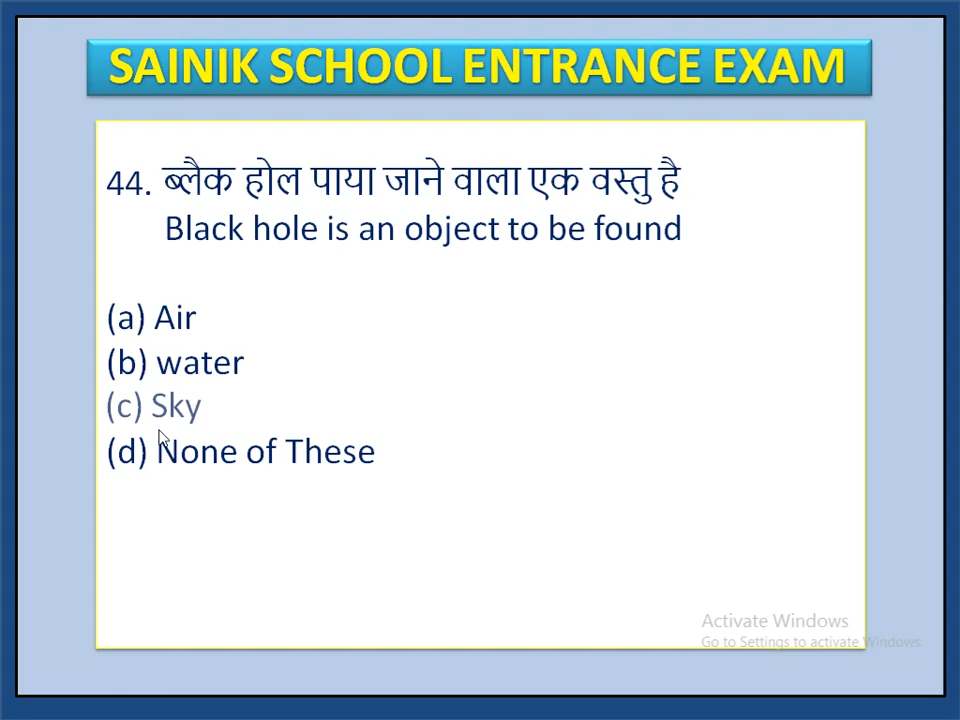 SAINIK SCHOOL ENTRANCE EXAM
44. ब्लैक होल पाया जाने वाला एक वस्तु है
Black hole is an object to be found
(a) Air
(b) water
(c) Sky
(d) None of These
Activate Windows
Go to Settings to activate Windows.